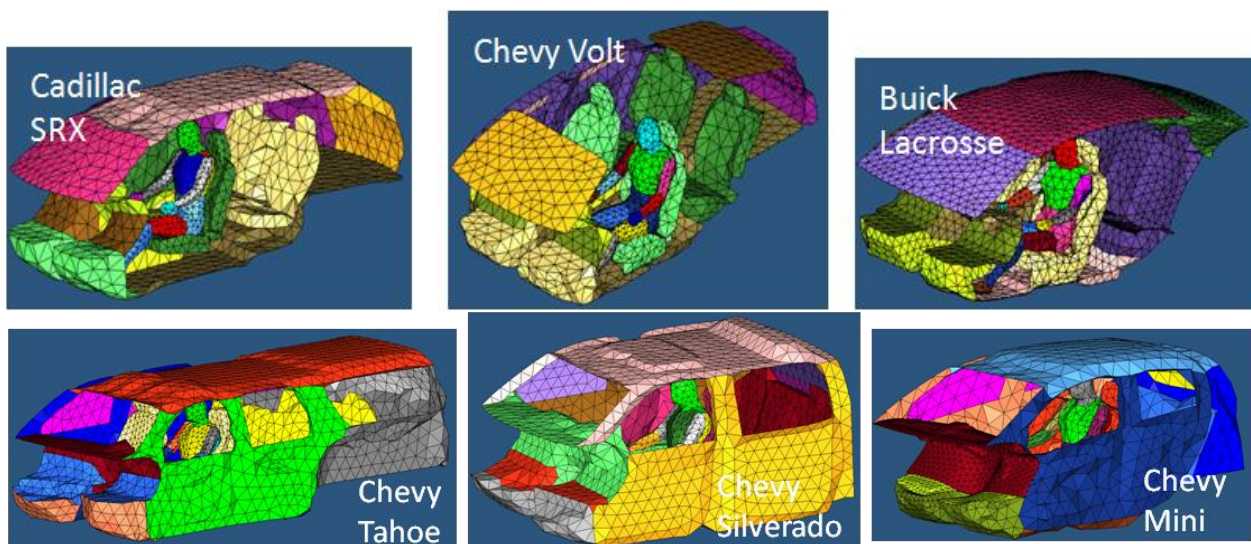 Cadillac
SRX
Chevy Volt
Buick
Lacrosse
Chevy
Tahoe
Chevy
Silverado
Chevy
Mini